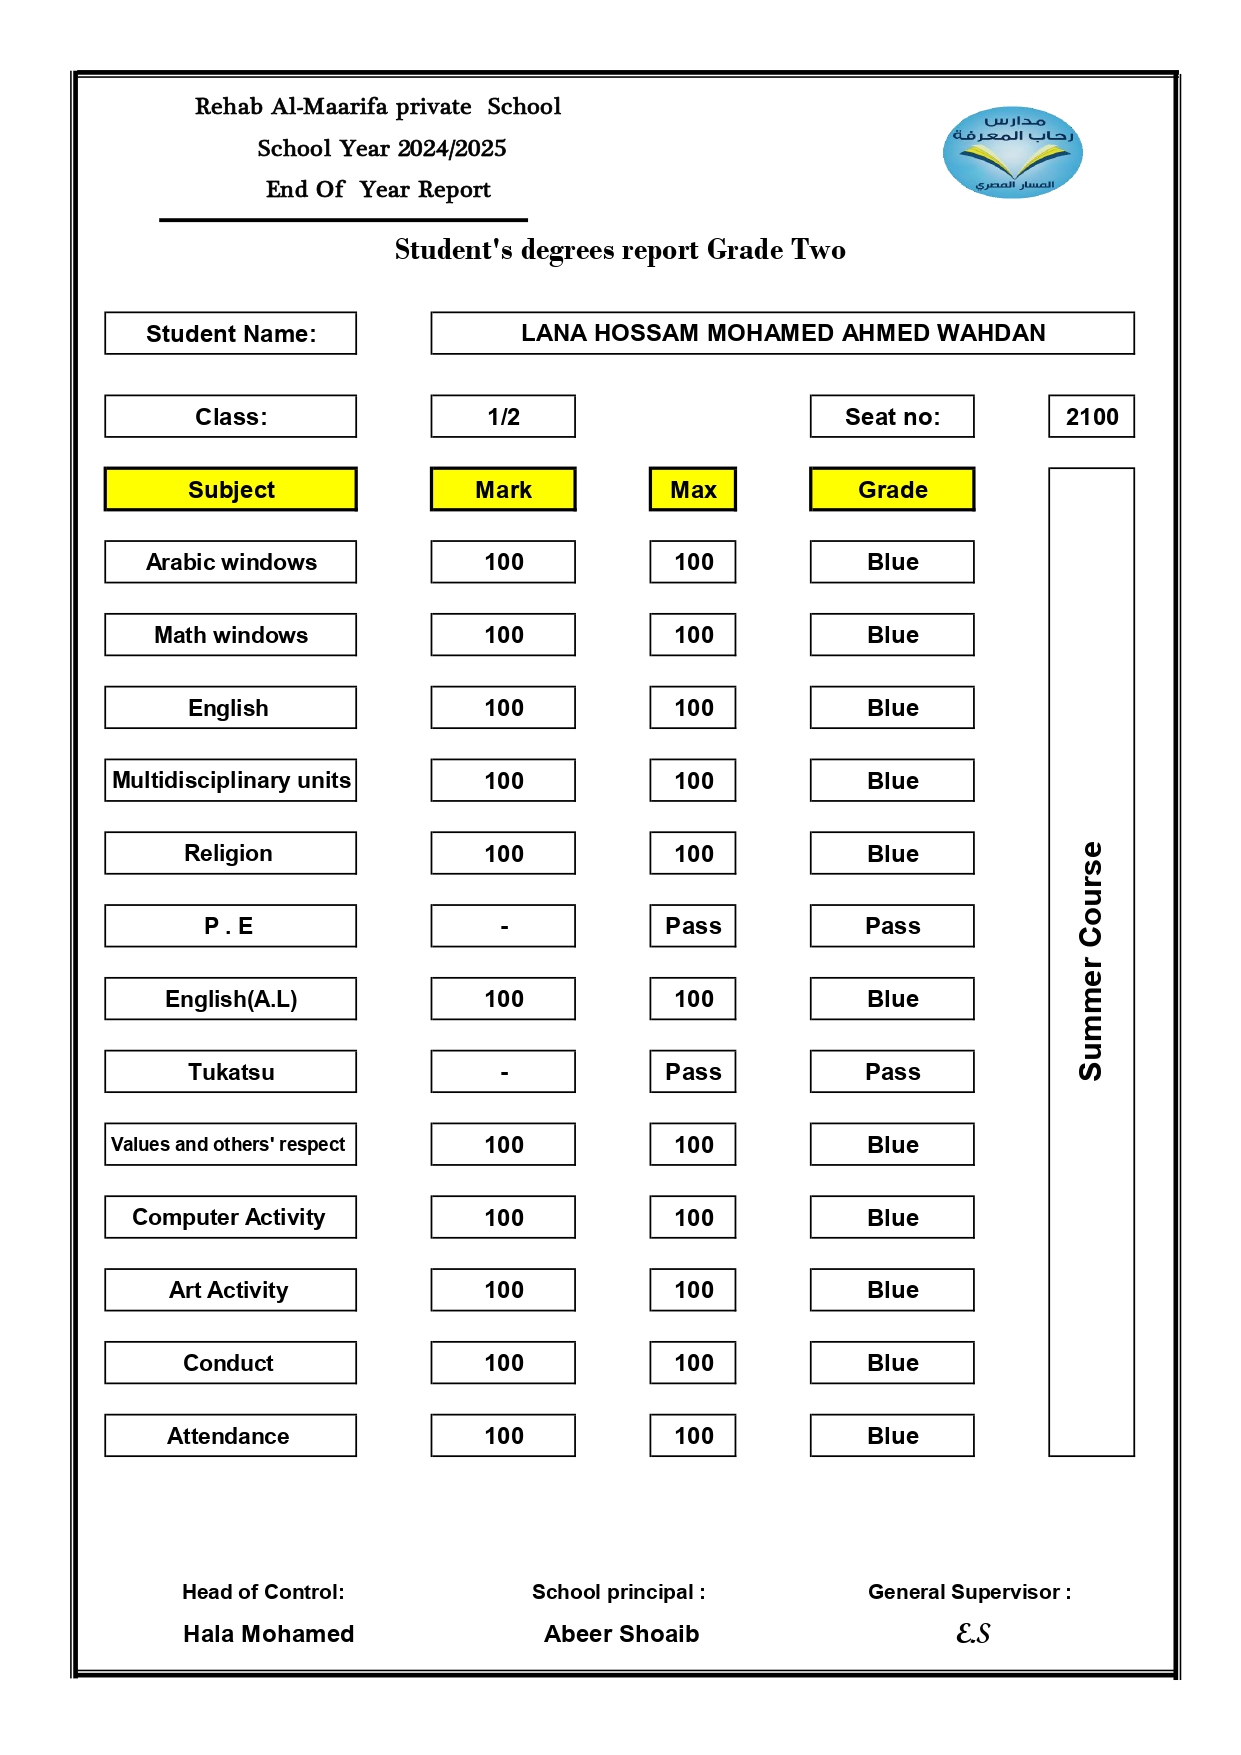 Rehab Al-Maarifa private School
School Year 2024/2025
End Of Year Report
مدارس
رحاب المعرفة
المسار المصري
Student's degrees report Grade Two
Student Name: LANA HOSSAM MOHAMED AHMED WAHDAN
Class: 1/2 Seat no: 2100
Subject Mark Max Grade
Arabic windows 100 100 Blue
Math windows 100 100 Blue
English 100 100 Blue
Multidisciplinary units 100 100 Blue
Religion 100 100 Blue
P . E - Pass Pass
English(A.L) 100 100 Blue
Tukatsu - Pass Pass
Values and others' respect 100 100 Blue
Computer Activity 100 100 Blue
Art Activity 100 100 Blue
Conduct 100 100 Blue
Attendance 100 100 Blue
Summer Course
Head of Control: School principal : General Supervisor :
Hala Mohamed Abeer Shoaib E.S